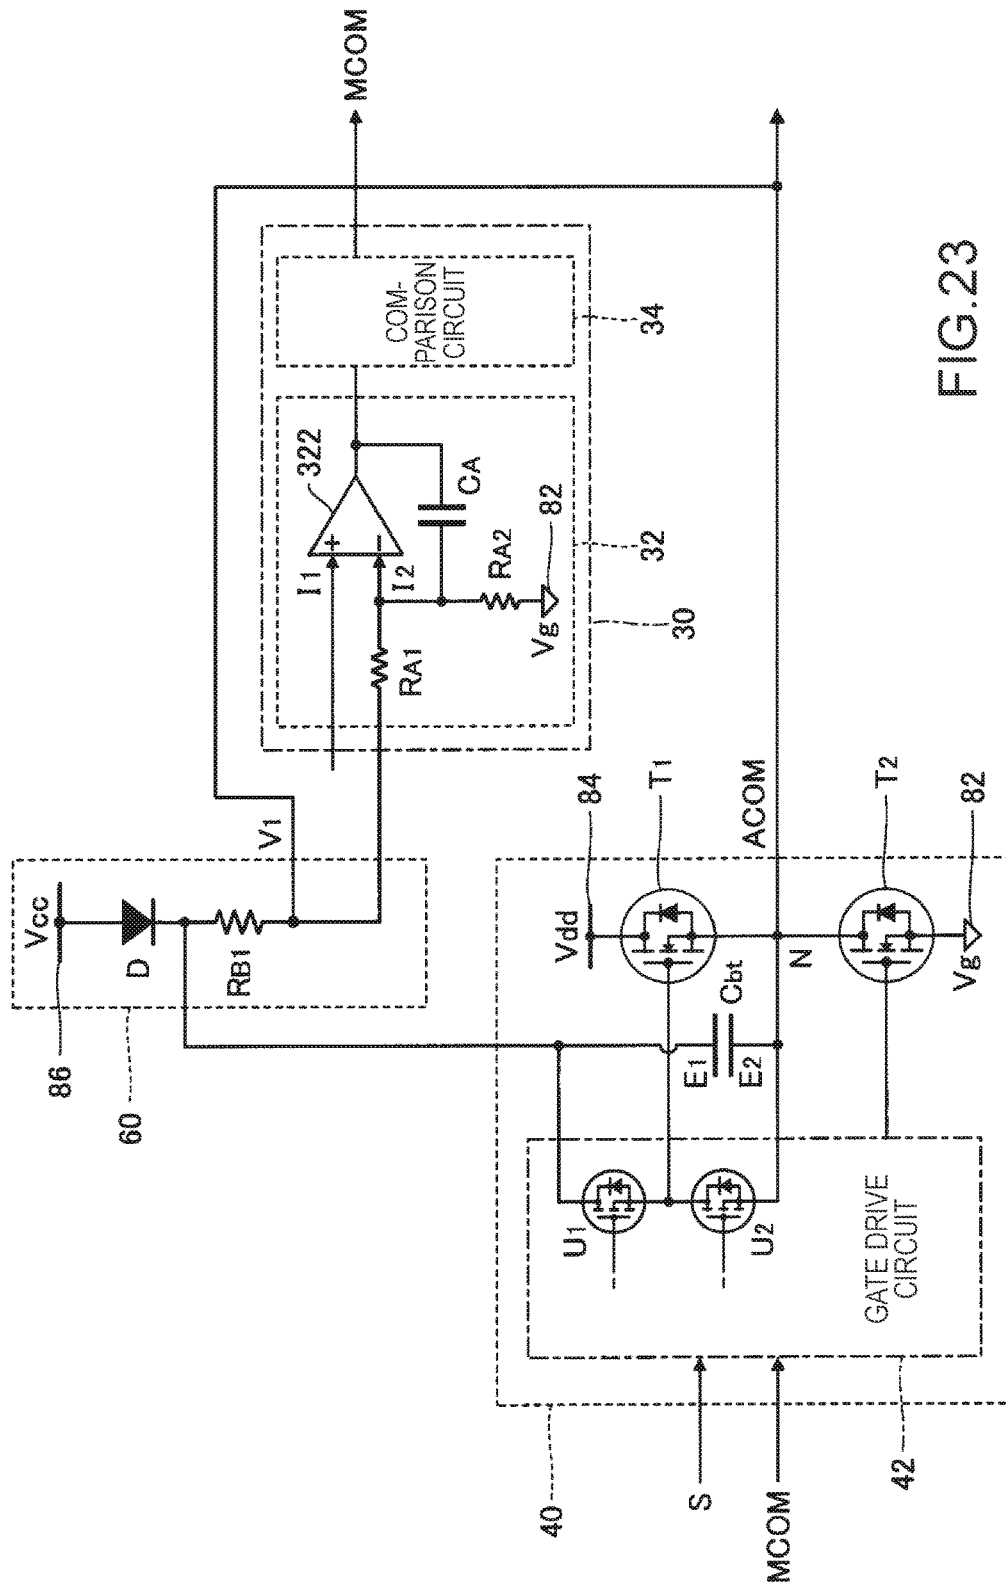 MCOM
Vcc
D
RB1
V1
86
60
COM-
PARISON
CIRCUIT
34
322
I1
+
−
I2
CA
RA1
RA2
82
Vg
32
30
84
Vdd
T1
ACOM
T2
N
82
Vg
Cbt
E1
E2
U1
U2
GATE DRIVE
CIRCUIT
S
MCOM
40
42
FIG.23